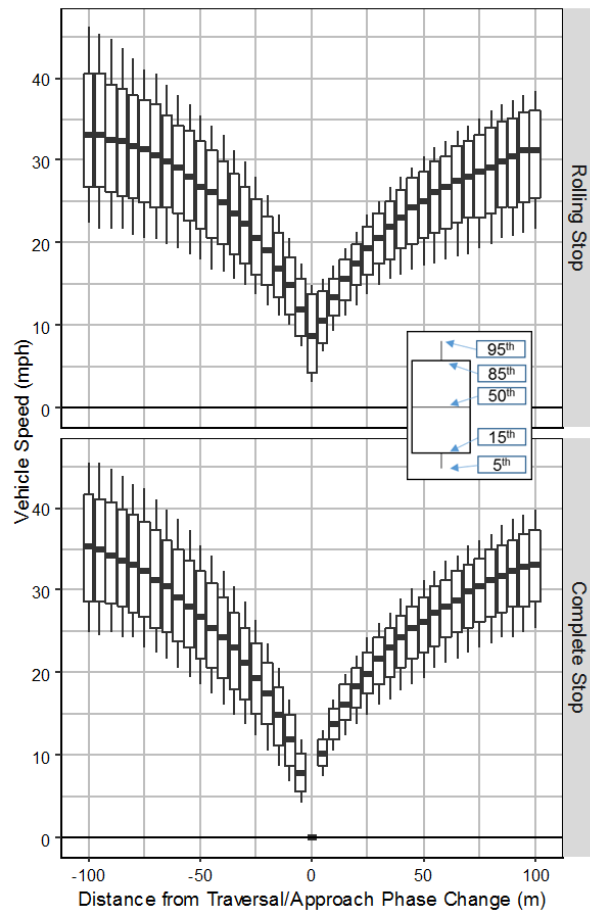 40
30
20
10
0
Rolling Stop
95th
85th
50th
15th
5th
Vehicle Speed (mph)
40
30
20
10
0
Complete Stop
-100
-50
0
50
100
Distance from Traversal/Approach Phase Change (m)